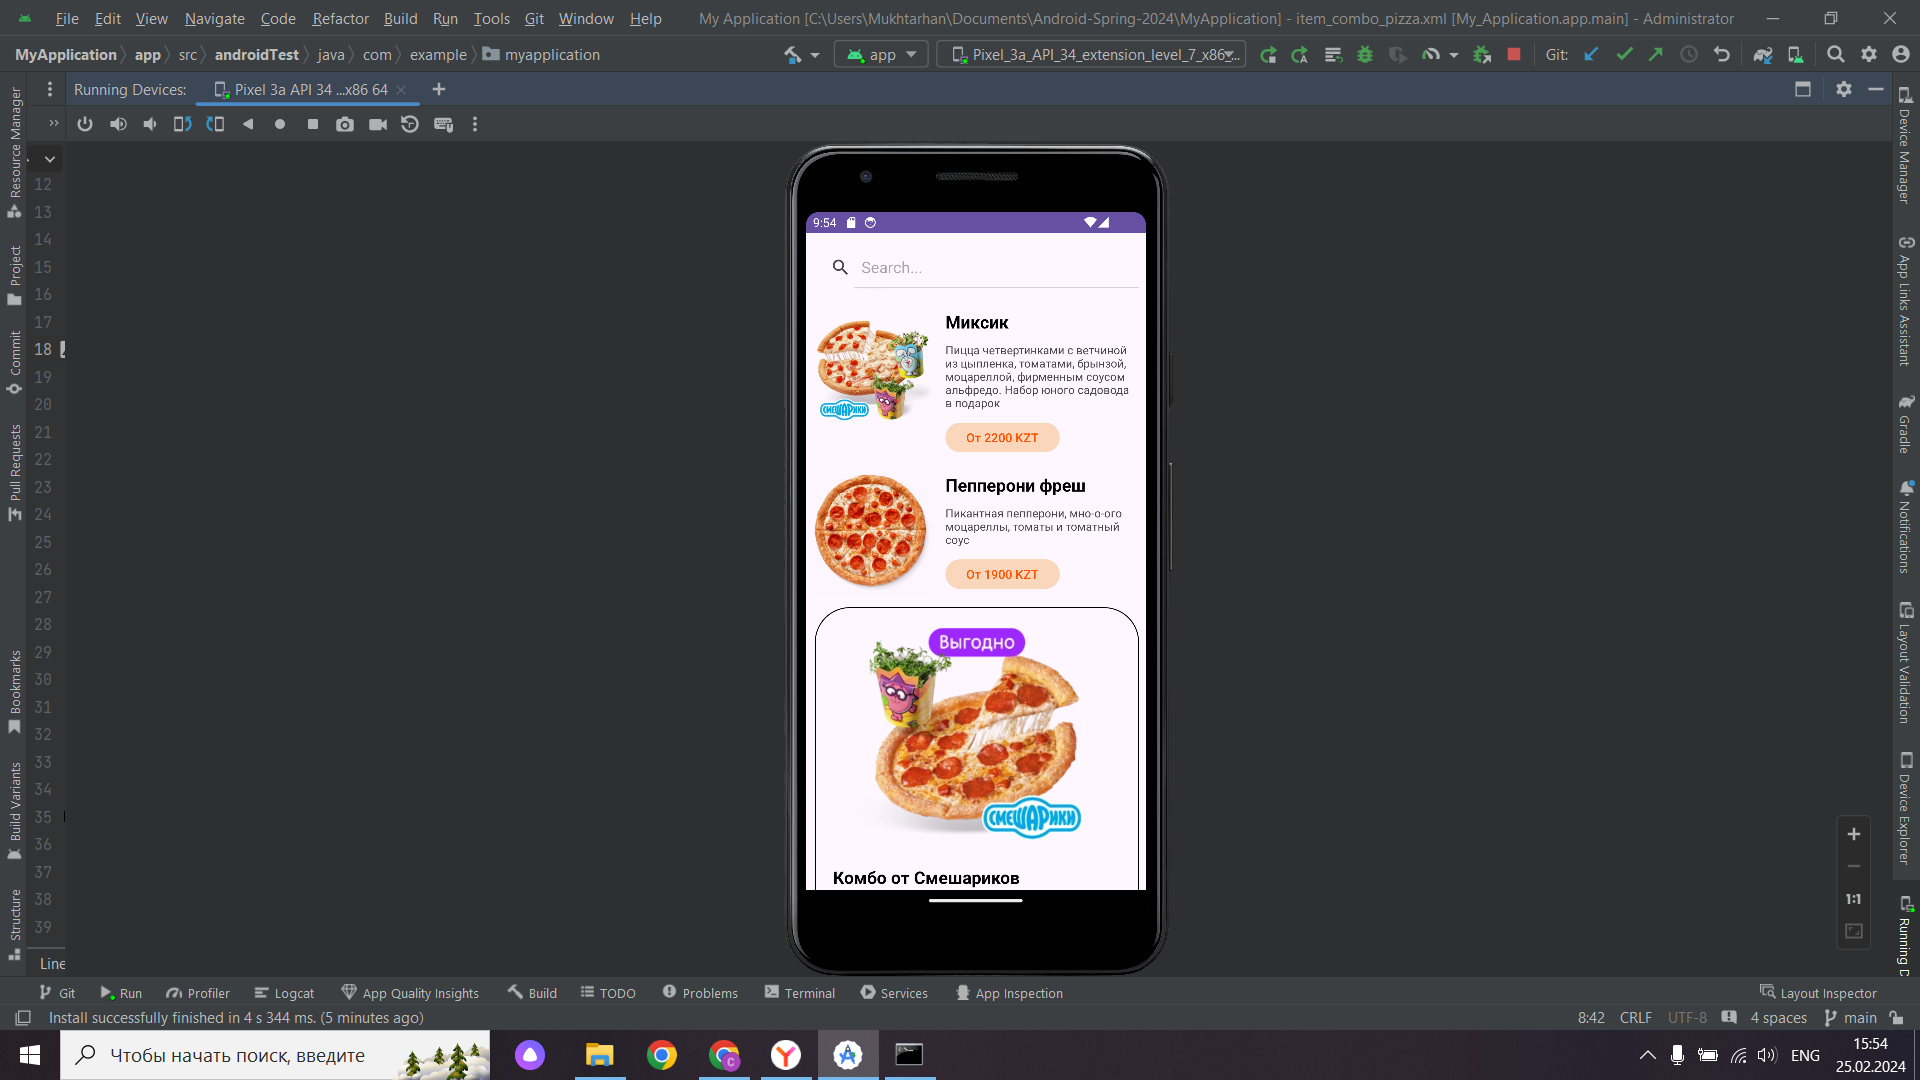 File Edit View Navigate Code Refactor Build Run Tools Git Window Help My Application [C:\Users\Mukhtarhan\Documents\Android-Spring-2024\MyApplication] - item_combo_pizza.xml [My_Application.app.main] - Administrator
MyApplication app src androidTest java com example myapplication app Pixel_3a_API_34_extension_level_7_x86... Git:
Running Devices: Pixel 3a API 34 ...x86 64
Resource Manager
Project
Commit
Pull Requests
Bookmarks
Build Variants
Structure
12
13
14
15
16
17
18
19
20
21
22
23
24
25
26
27
28
29
30
31
32
33
34
35
36
37
38
39
Line
9:54
Search...
Миксик
Пицца четвертинками с ветчиной
из цыпленка, томатами, брынзой,
моцареллой, фирменным соусом
альфредо. Набор юного садовода
в подарок
СМЕШАРИКИ
От 2200 KZT
Пепперони фреш
Пикантная пепперони, мно-о-ого
моцареллы, томаты и томатный
соус
От 1900 KZT
Выгодно
СМЕШАРИКИ
Комбо от Смешариков
Device Manager
App Links Assistant
Gradle
Notifications
Layout Validation
Device Explorer
Running D
1:1
Git Run Profiler Logcat App Quality Insights Build TODO Problems Terminal Services App Inspection Layout Inspector
Install successfully finished in 4 s 344 ms. (5 minutes ago) 8:42 CRLF UTF-8 4 spaces main
Чтобы начать поиск, введите
ENG
15:54
25.02.2024